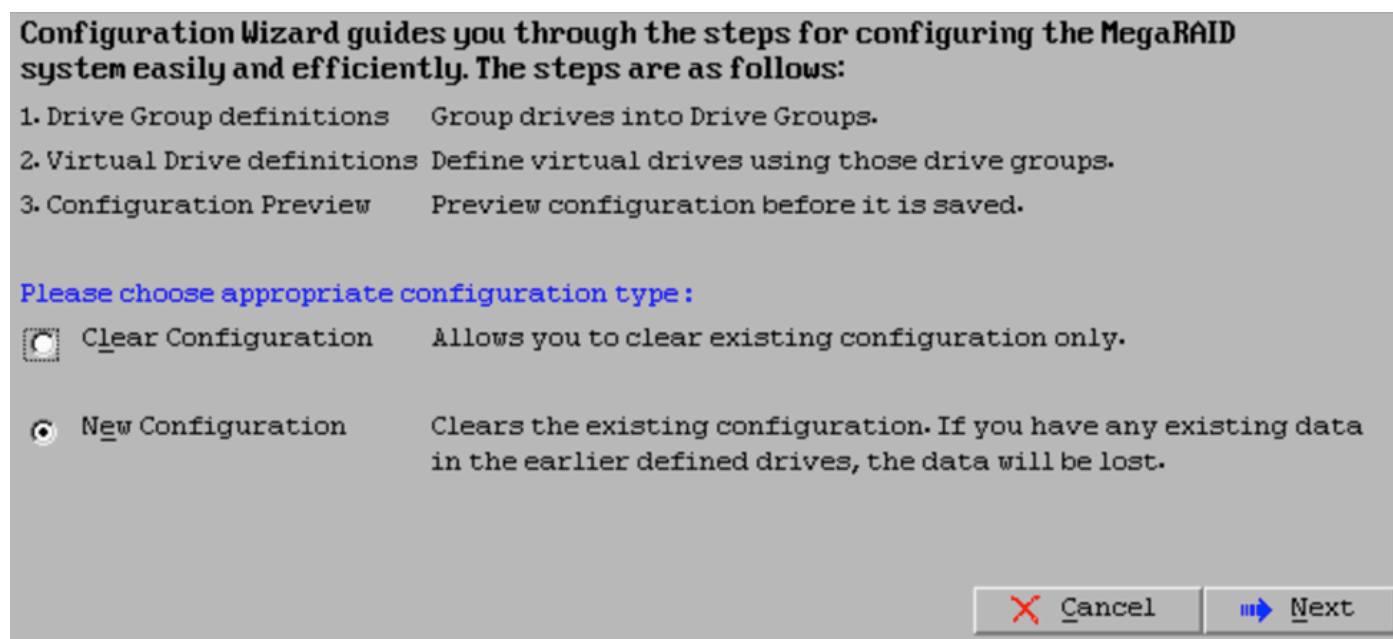 Configuration Wizard guides you through the steps for configuring the MegaRAID
system easily and efficiently. The steps are as follows:
1. Drive Group definitions Group drives into Drive Groups.
2. Virtual Drive definitions Define virtual drives using those drive groups.
3. Configuration Preview Preview configuration before it is saved.
Please choose appropriate configuration type:
Clear Configuration Allows you to clear existing configuration only.
New Configuration Clears the existing configuration. If you have any existing data
in the earlier defined drives, the data will be lost.
Cancel Next